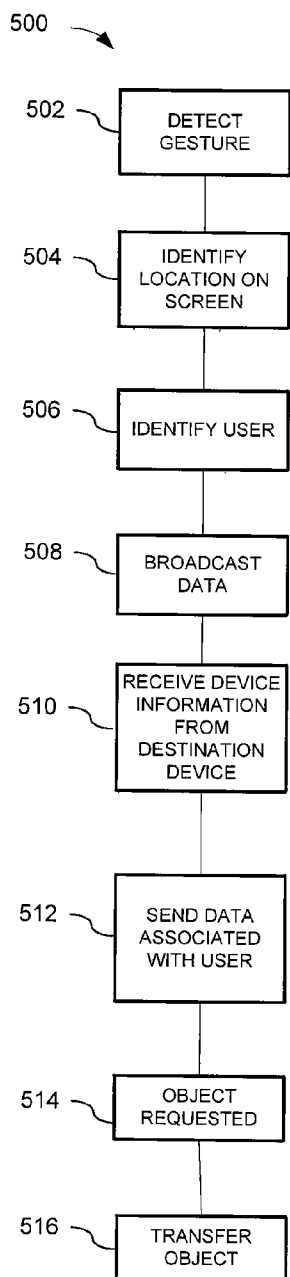 500
502
DETECT
GESTURE
504
IDENTIFY
LOCATION ON
SCREEN
506
IDENTIFY USER
508
BROADCAST
DATA
510
RECEIVE DEVICE
INFORMATION
FROM
DESTINATION
DEVICE
512
SEND DATA
ASSOCIATED
WITH USER
514
OBJECT
REQUESTED
516
TRANSFER
OBJECT